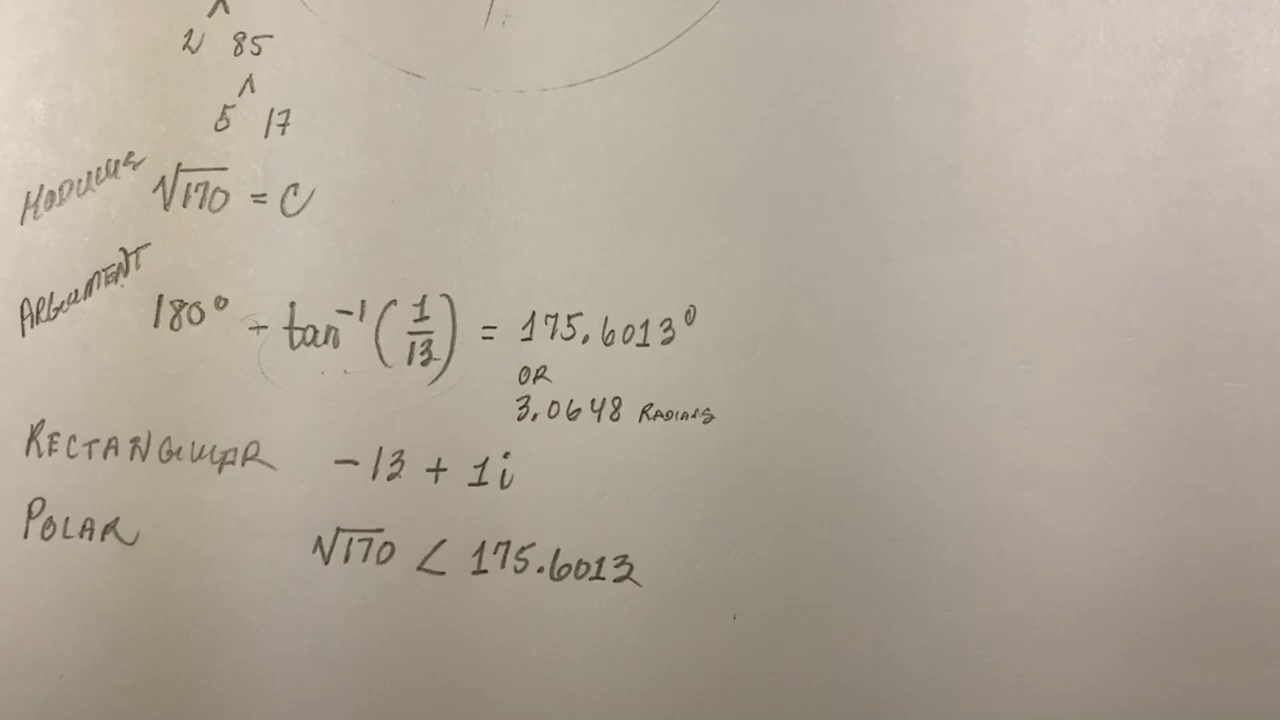 2 85
5 17
MODULUS √170 = C
ARGUMENT 180° - tan⁻¹(1/13) = 175.6013°
OR
3.0648 RADIANS
RECTANGULAR -13 + 1i
POLAR √170 < 175.6013